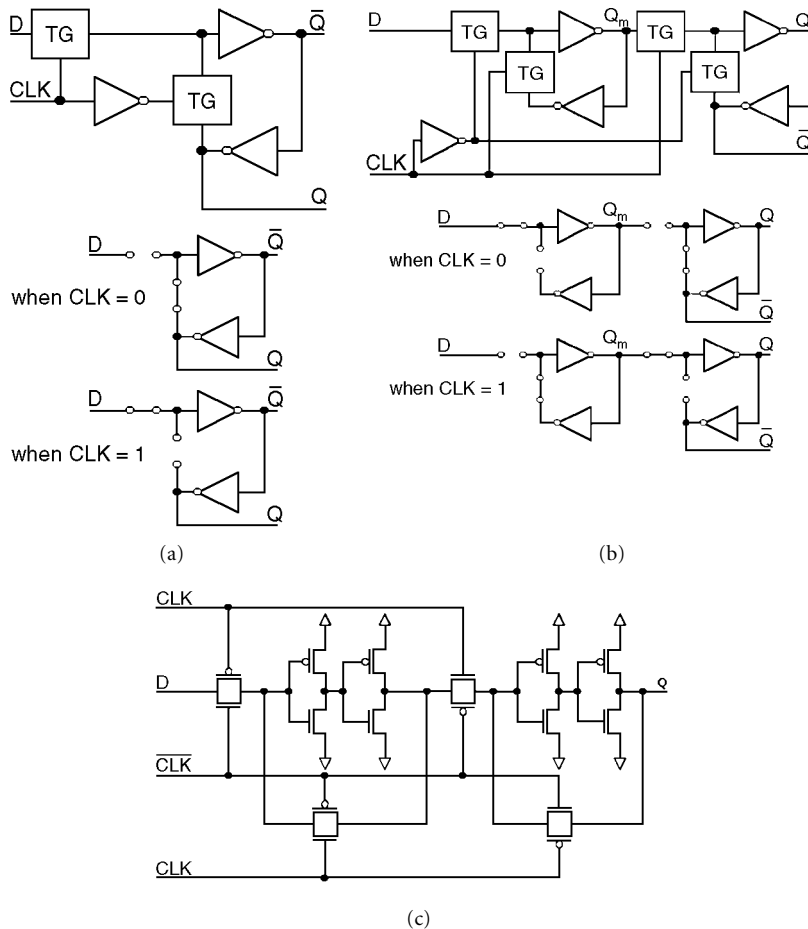 D
TG
Q̅
CLK
TG
Q
D
Q̅
when CLK = 0
Q
D
Q̅
when CLK = 1
Q
(a)
D
TG
Qm
TG
Q
TG
TG
CLK
Q̅
D
Qm
Q
when CLK = 0
Q̅
D
Qm
Q
when CLK = 1
Q̅
(b)
CLK
D
Q
C̅L̅K̅
CLK
(c)